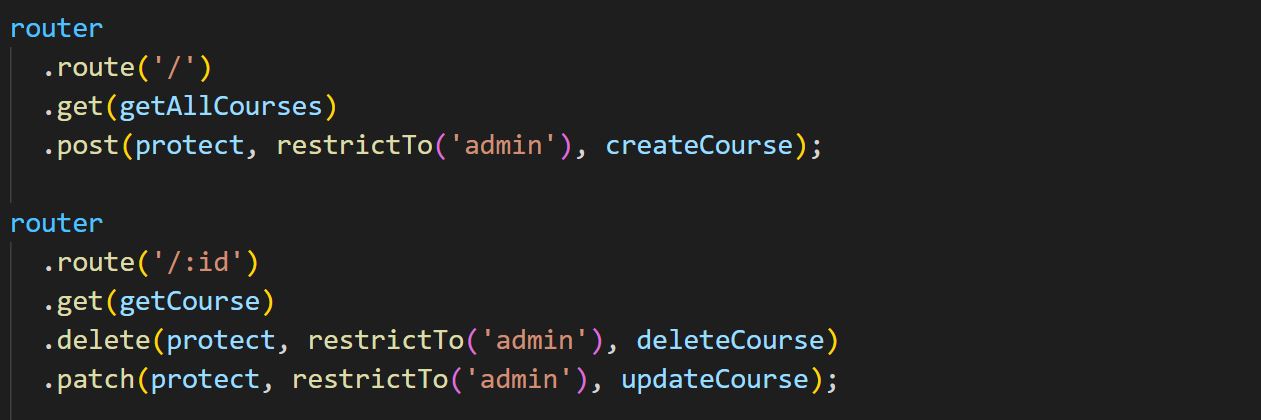 router
.route('/')
.get(getAllCourses)
.post(protect, restrictTo('admin'), createCourse);
router
.route('/:id')
.get(getCourse)
.delete(protect, restrictTo('admin'), deleteCourse)
.patch(protect, restrictTo('admin'), updateCourse);